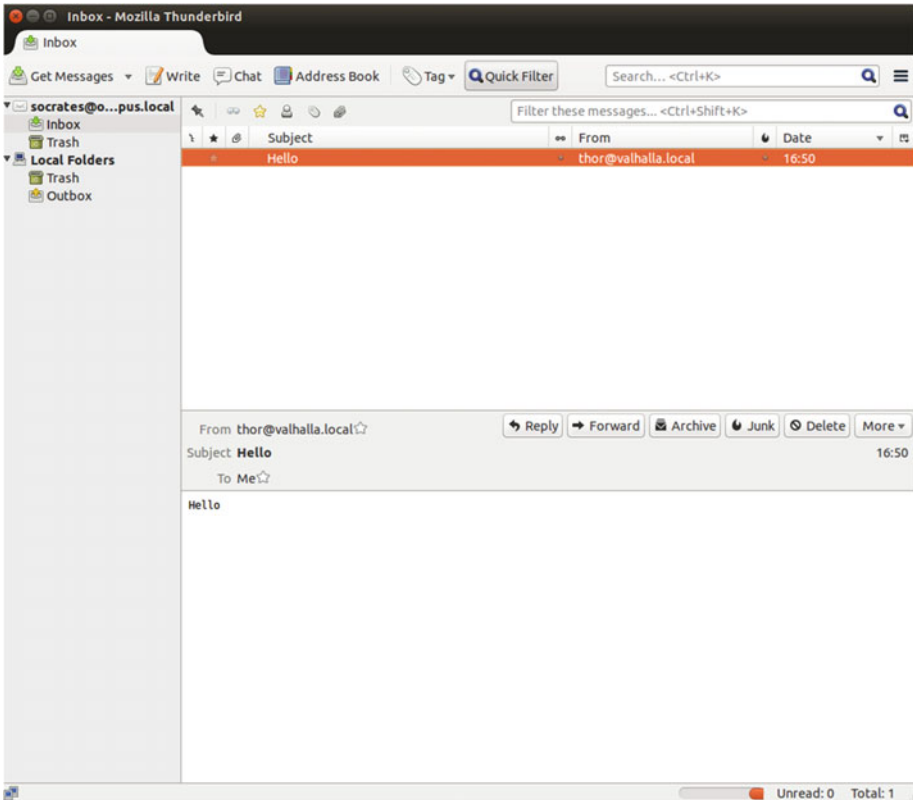 Inbox - Mozilla Thunderbird
Inbox
Get Messages Write Chat Address Book Tag Quick Filter Search... <Ctrl+K>
socrates@o...pus.local
Filter these messages... <Ctrl+Shift+K>
Inbox
Trash
Local Folders
Trash
Outbox
Subject From Date
Hello thor@valhalla.local 16:50
From thor@valhalla.local Reply Forward Archive Junk Delete More
Subject Hello 16:50
To Me
Hello
Unread: 0 Total: 1